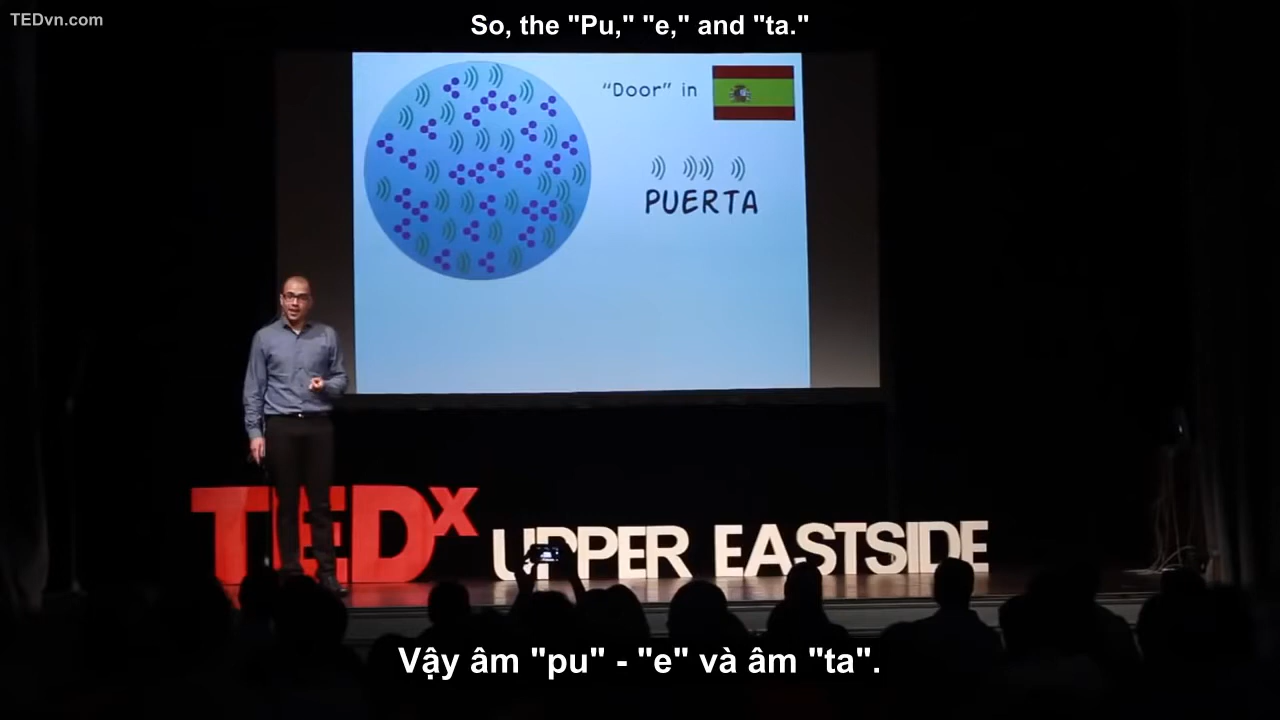 TEDvn.com
So, the "Pu," "e," and "ta."
"Door" in
PUERTA
TEDx
UPPER EASTSIDE
Vậy âm "pu" - "e" và âm "ta".